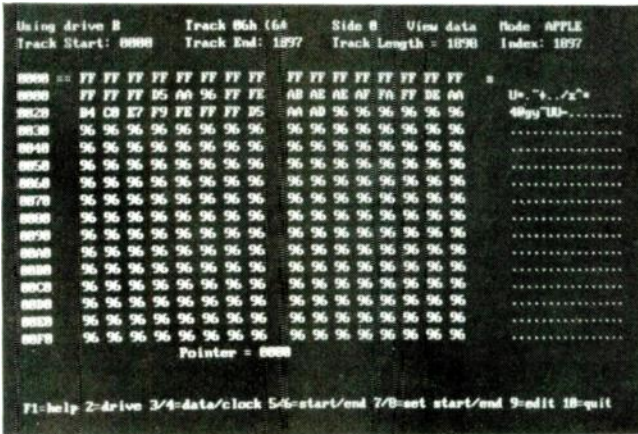 Using drive B Track 06h (6# Side 0 View data Mode APPLE
Track Start: 0000 Track End: 1897 Track Length = 1898 Index: 1897
0000 == FF FF FF FF FF FF FF FF FF FF FF FF FF FF FF FF =
FF FF FF D5 AA 96 FF FE AB AE AE AF FA FF DE AA
0020 D4 C0 E7 F9 FE FF FF D5 AA AD 96 96 96 96 96 96
0030 96 96 96 96 96 96 96 96 96 96 96 96 96 96 96 96 ................
0040 96 96 96 96 96 96 96 96 96 96 96 96 96 96 96 96 ................
0050 96 96 96 96 96 96 96 96 96 96 96 96 96 96 96 96 ................
0060 96 96 96 96 96 96 96 96 96 96 96 96 96 96 96 96 ................
0070 96 96 96 96 96 96 96 96 96 96 96 96 96 96 96 96 ................
0080 96 96 96 96 96 96 96 96 96 96 96 96 96 96 96 96 ................
0090 96 96 96 96 96 96 96 96 96 96 96 96 96 96 96 96 ................
00A0 96 96 96 96 96 96 96 96 96 96 96 96 96 96 96 96 ................
00B0 96 96 96 96 96 96 96 96 96 96 96 96 96 96 96 96 ................
00C0 96 96 96 96 96 96 96 96 96 96 96 96 96 96 96 96 ................
00D0 96 96 96 96 96 96 96 96 96 96 96 96 96 96 96 96 ................
00E0 96 96 96 96 96 96 96 96 96 96 96 96 96 96 96 96 ................
00F0 96 96 96 96 96 96 96 96 96 96 96 96 96 96 96 96 ................
Pointer = 0000
F1=help 2=drive 3/4=data/clock 5/6=start/end 7/8=set start/end 9=edit 10=quit